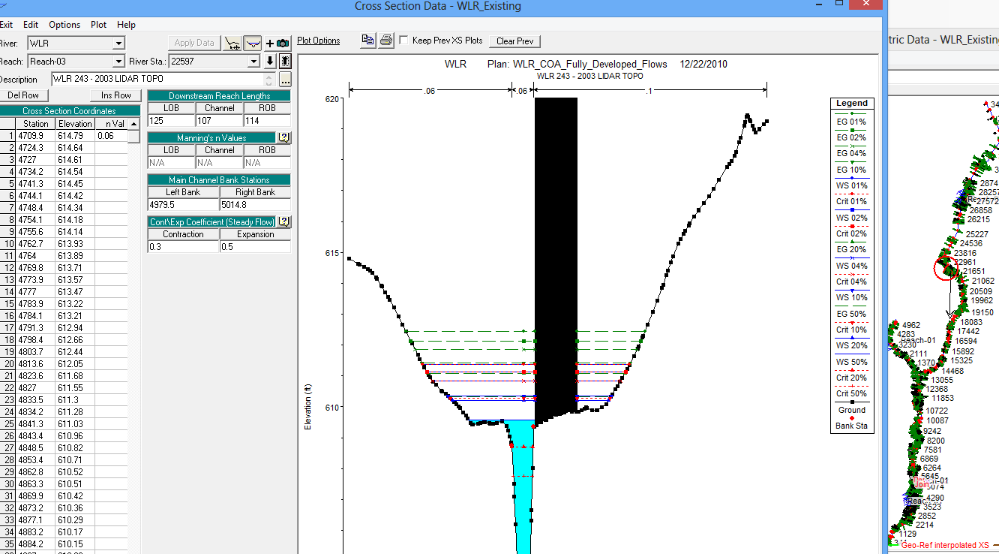 Cross Section Data - WLR_Existing
Exit Edit Options Plot Help
River: WLR Apply Data Plot Options Keep Prev XS Plots Clear Prev
Reach: Reach-03 River Sta.: 22597
Description WLR 243 - 2003 LIDAR TOPO ...
Del Row Ins Row
Cross Section Coordinates
Station Elevation n Val
1 4709.9 614.79 0.06
2 4724.3 614.64
3 4727 614.61
4 4734.2 614.54
5 4741.3 614.45
6 4744.1 614.42
7 4748.4 614.34
8 4754.1 614.18
9 4755.6 614.14
10 4762.7 613.93
11 4764 613.89
12 4769.8 613.71
13 4773.9 613.57
14 4777 613.47
15 4783.9 613.22
16 4784.1 613.21
17 4791.3 612.94
18 4798.4 612.66
19 4803.7 612.44
20 4813.6 612.05
21 4823.6 611.68
22 4827 611.55
23 4833.5 611.3
24 4834.2 611.28
25 4841.3 611.03
26 4843.4 610.96
27 4848.5 610.82
28 4853.4 610.71
29 4862.8 610.52
30 4863.3 610.51
31 4869.9 610.42
32 4873.2 610.36
33 4877.1 610.29
34 4883.2 610.17
35 4884.2 610.15
Downstream Reach Lengths
LOB Channel ROB
125 107 114
Manning's n Values
LOB Channel ROB
N/A N/A N/A
Main Channel Bank Stations
Left Bank Right Bank
4979.5 5014.8
Cont\Exp Coefficient (Steady Flow)
Contraction Expansion
0.3 0.5
WLR Plan: WLR_COA_Fully_Developed_Flows 12/22/2010
WLR 243 - 2003 LIDAR TOPO
.06 .06 .1
620
615
610
Elevation (ft)
Legend
EG 01%
EG 02%
EG 04%
EG 10%
WS 01%
Crit 01%
WS 02%
Crit 02%
EG 20%
WS 04%
Crit 04%
WS 10%
EG 50%
Crit 10%
WS 20%
WS 50%
Crit 20%
Crit 50%
Ground
Bank Sta
tric Data - WLR_Existing
2874
28257
27572
26858
26215
25227
24536
23816
22961
21651
21062
20509
19962
19150
18083
17442
16594
15892
15325
14468
13055
12368
11853
10722
10087
9242
8200
7581
6869
6264
5645
5074
4290
3523
2852
2214
1129
4962
4283
3230
2111
1370
Geo-Ref interpolated XS